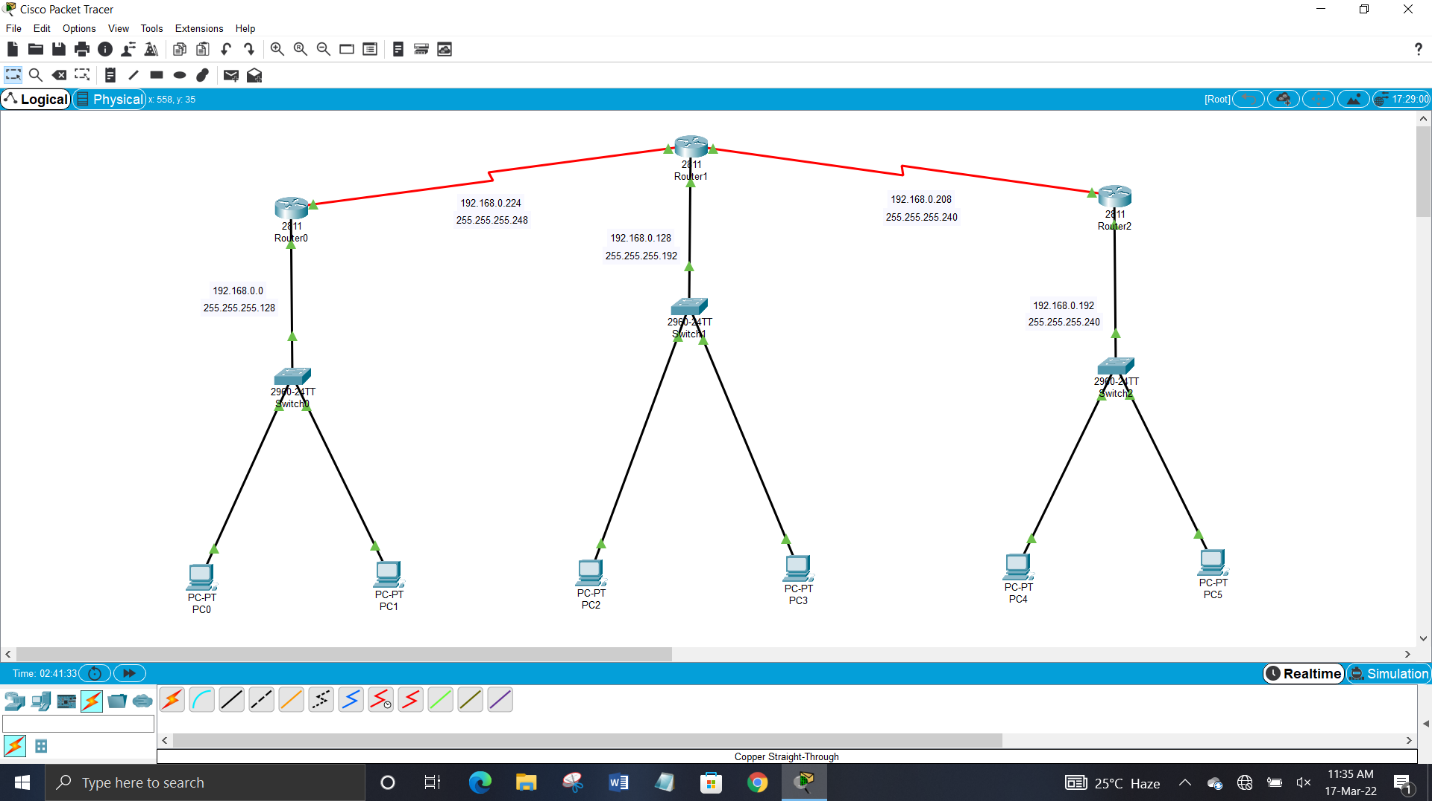 Cisco Packet Tracer
File Edit Options View Tools Extensions Help
?
Logical Physical x: 558, y: 35 [Root] 17:29:00
2811
Router1
192.168.0.224
255.255.255.248
192.168.0.208
255.255.255.240
2811
Router0
2811
Router2
192.168.0.128
255.255.255.192
192.168.0.0
255.255.255.128
192.168.0.192
255.255.255.240
2960-24TT
Switch1
2960-24TT
Switch0
2960-24TT
Switch2
PC-PT
PC0
PC-PT
PC1
PC-PT
PC2
PC-PT
PC3
PC-PT
PC4
PC-PT
PC5
Time: 02:41:33 Realtime Simulation
Copper Straight-Through
Type here to search 25°C Haze 11:35 AM
17-Mar-22 1